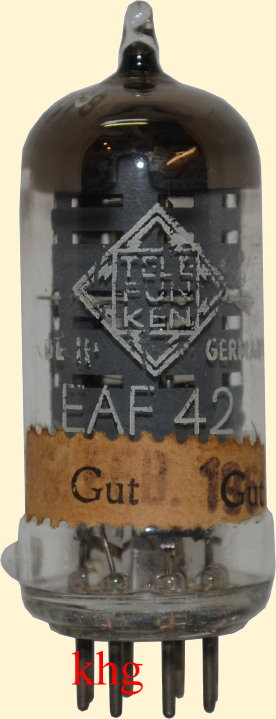 TELE
FUN
KEN
GERMANY
EAF 42
Gut Gut
khg